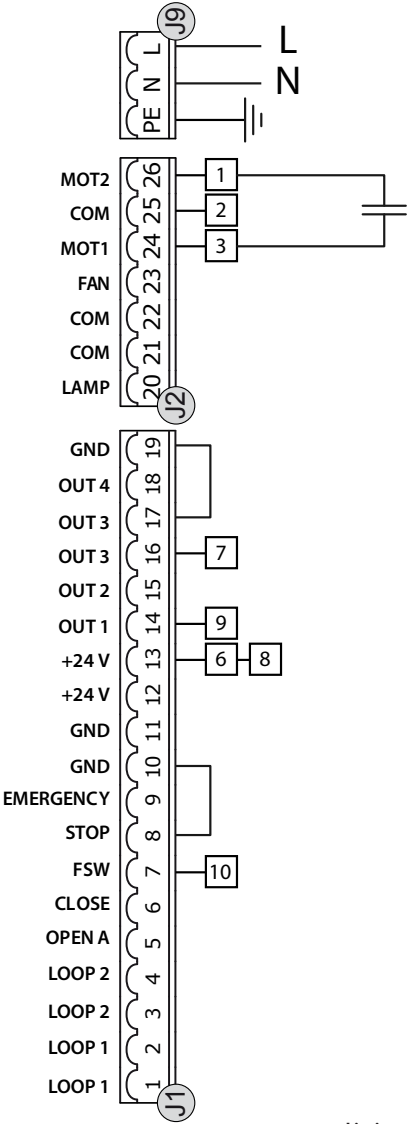 J9
L L
N N
PE
MOT2 26 1
COM 25 2
MOT1 24 3
FAN 23
COM 22
COM 21
LAMP 20
J2
GND 19
OUT 4 18
OUT 3 17
OUT 3 16 7
OUT 2 15
OUT 1 14 9
+24 V 13 6 8
+24 V 12
GND 11
GND 10
EMERGENCY 9
STOP 8
FSW 7 10
CLOSE 6
OPEN A 5
LOOP 2 4
LOOP 2 3
LOOP 1 2
LOOP 1 1
J1